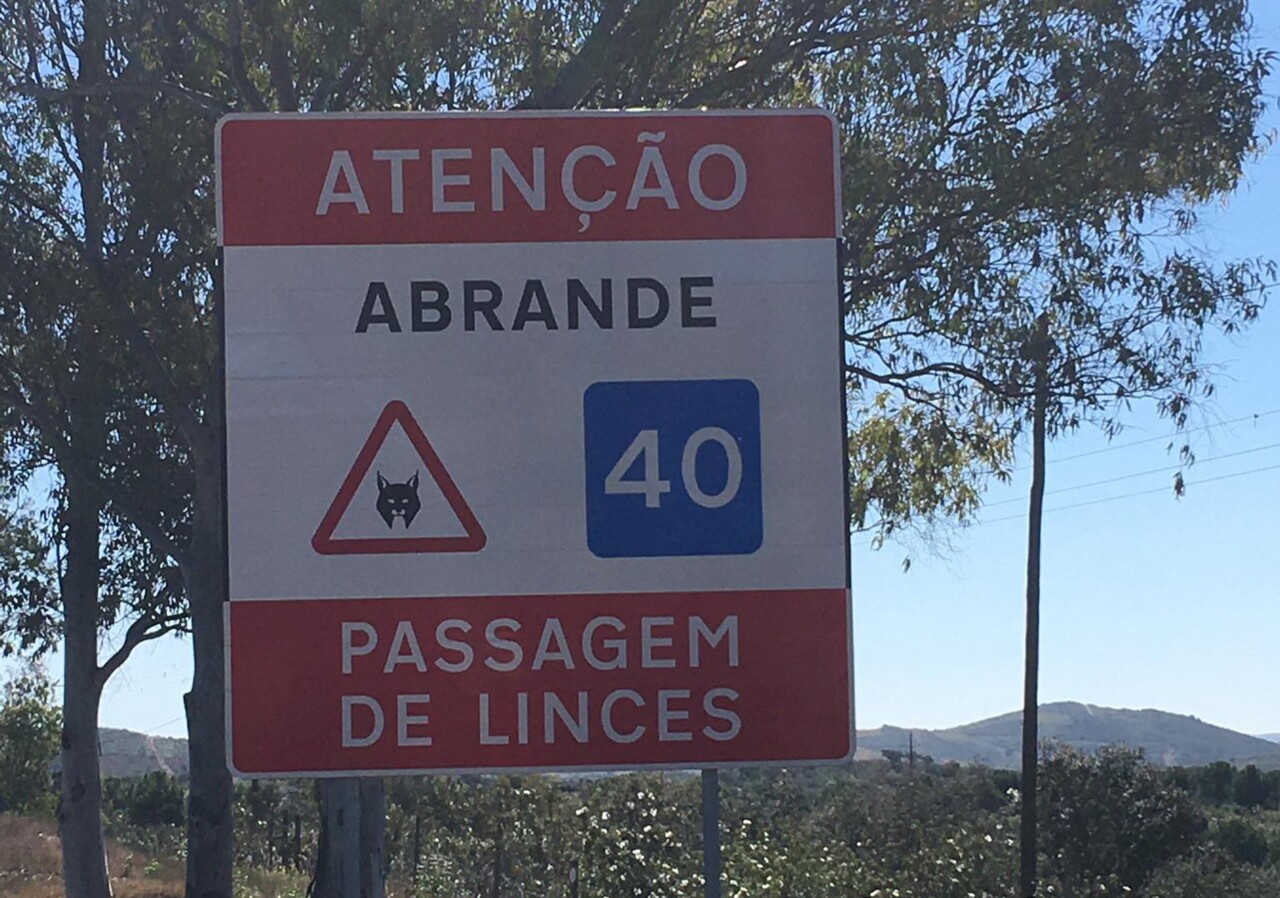 ATENÇÃO
ABRANDE
40
PASSAGEM
DE LINCES